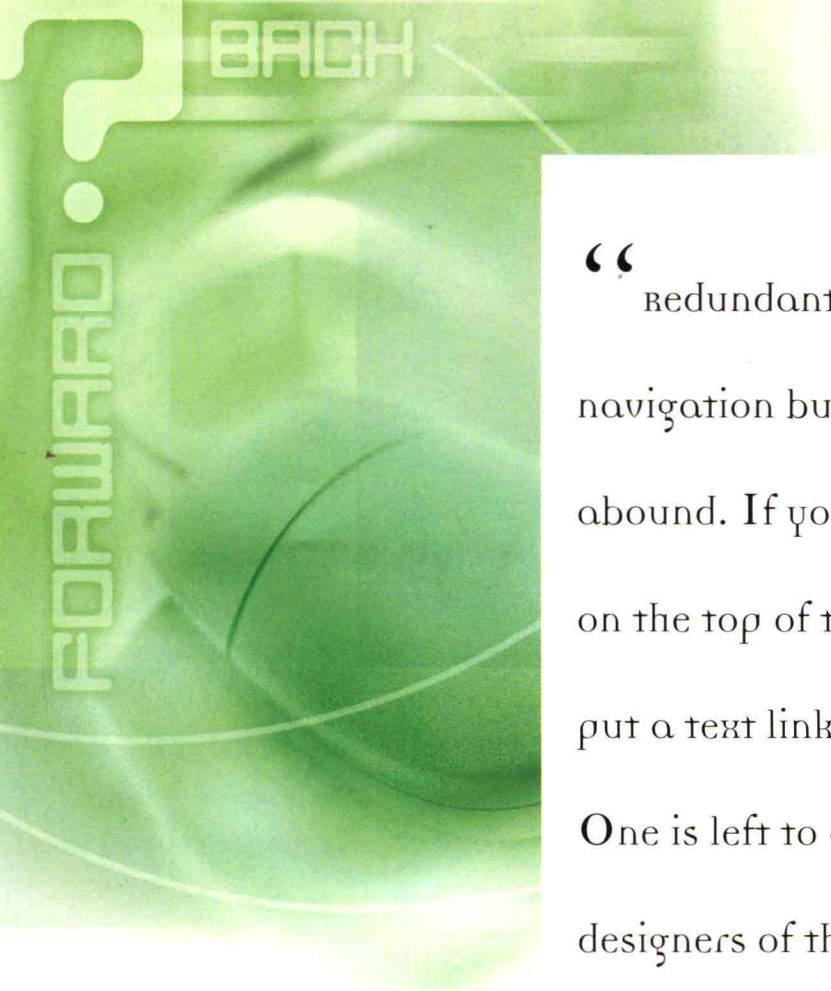 BACK
FORWARD
“Redundant
navigation bu
abound. If yo
on the top of t
put a text link
One is left to
designers of th